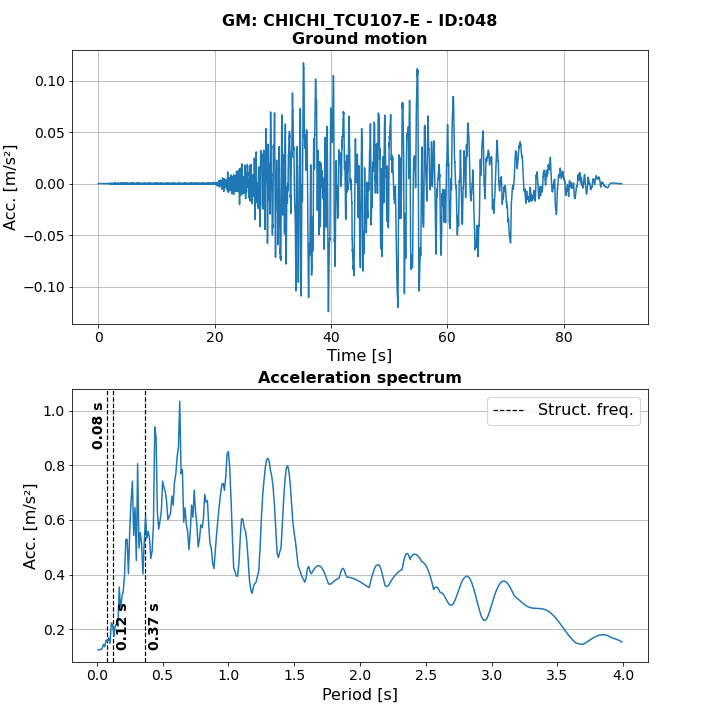 GM: CHICHI_TCU107-E - ID:048
Ground motion
0.10
0.05
0.00
−0.05
−0.10
Acc. [m/s²]
0
20
40
60
80
Time [s]
Acceleration spectrum
1.0
0.8
0.6
0.4
0.2
Acc. [m/s²]
0.08 s
0.12 s
0.37 s
Struct. freq.
0.0
0.5
1.0
1.5
2.0
2.5
3.0
3.5
4.0
Period [s]